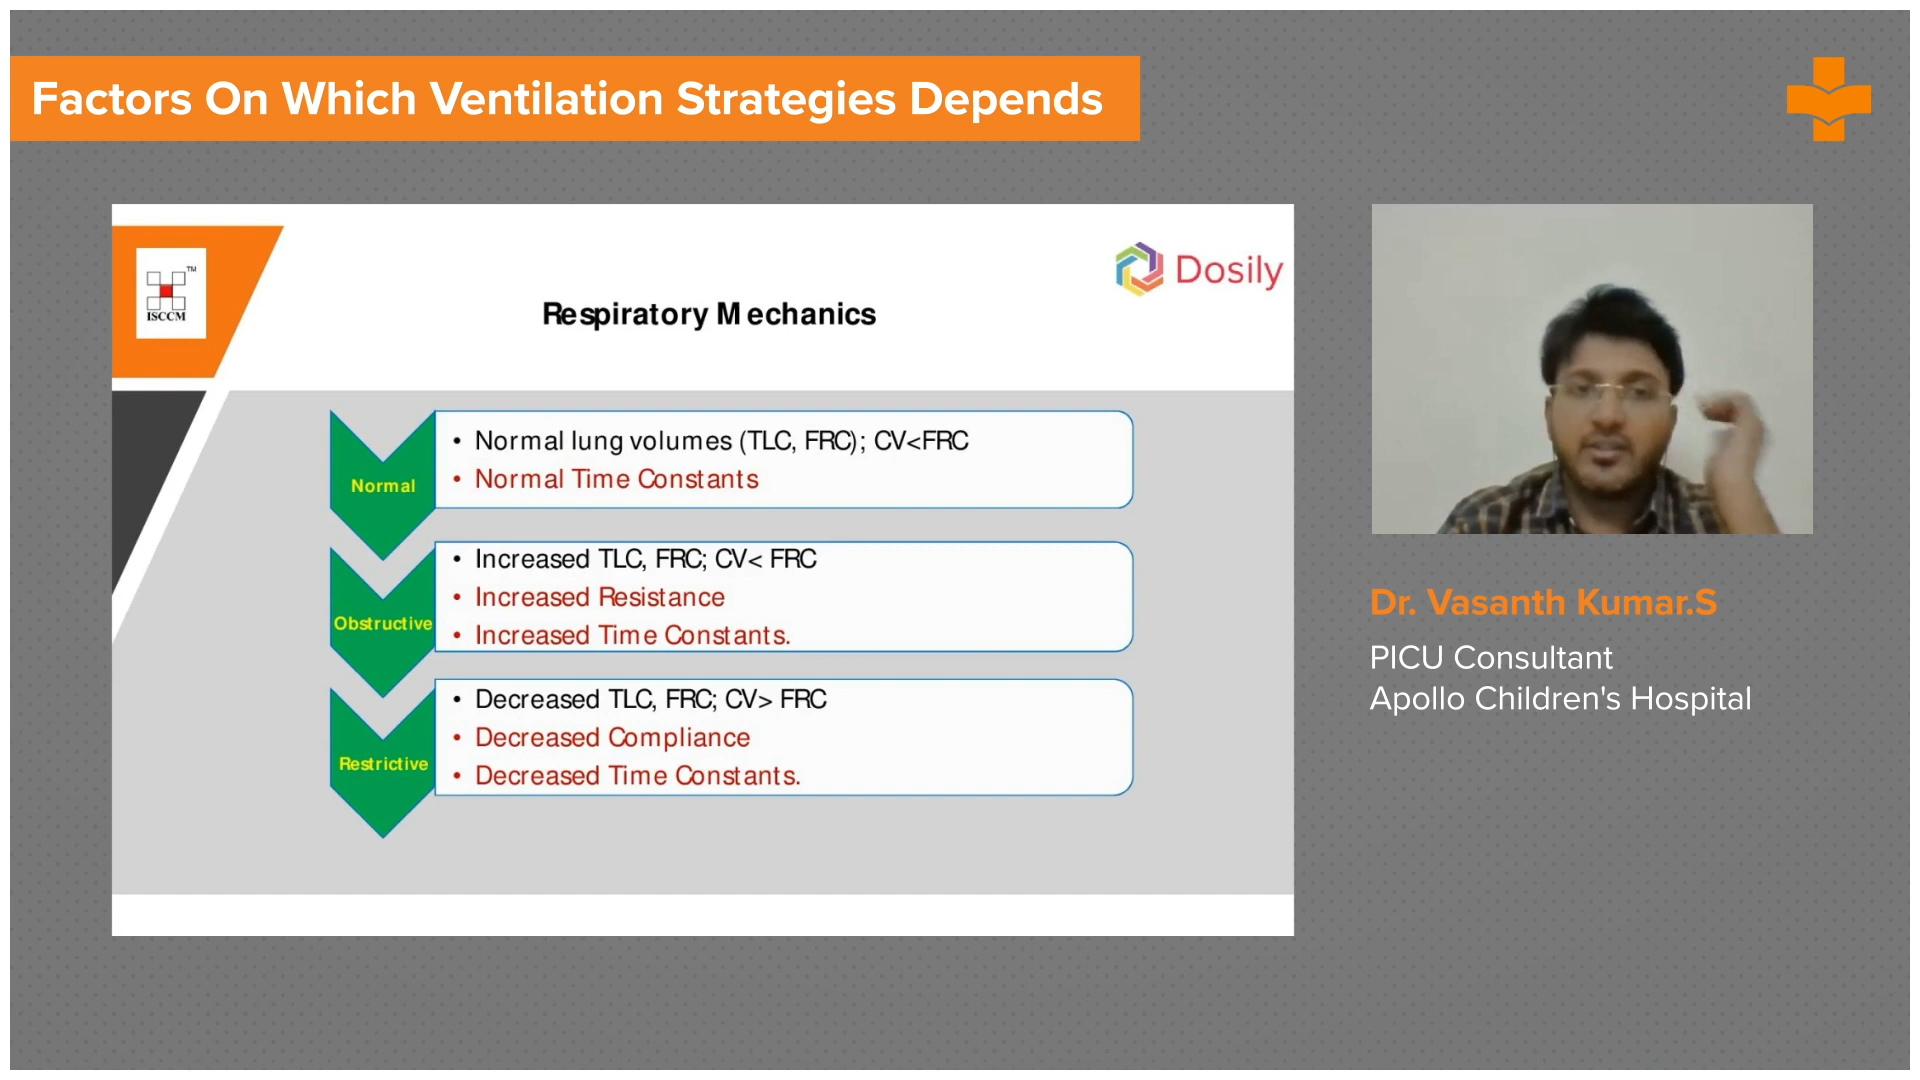 Factors On Which Ventilation Strategies Depends
TM
ISCCM
Dosily
Respiratory Mechanics
Normal
• Normal lung volumes (TLC, FRC); CV<FRC
• Normal Time Constants
Obstructive
• Increased TLC, FRC; CV< FRC
• Increased Resistance
• Increased Time Constants.
Restrictive
• Decreased TLC, FRC; CV> FRC
• Decreased Compliance
• Decreased Time Constants.
Dr. Vasanth Kumar.S
PICU Consultant
Apollo Children's Hospital